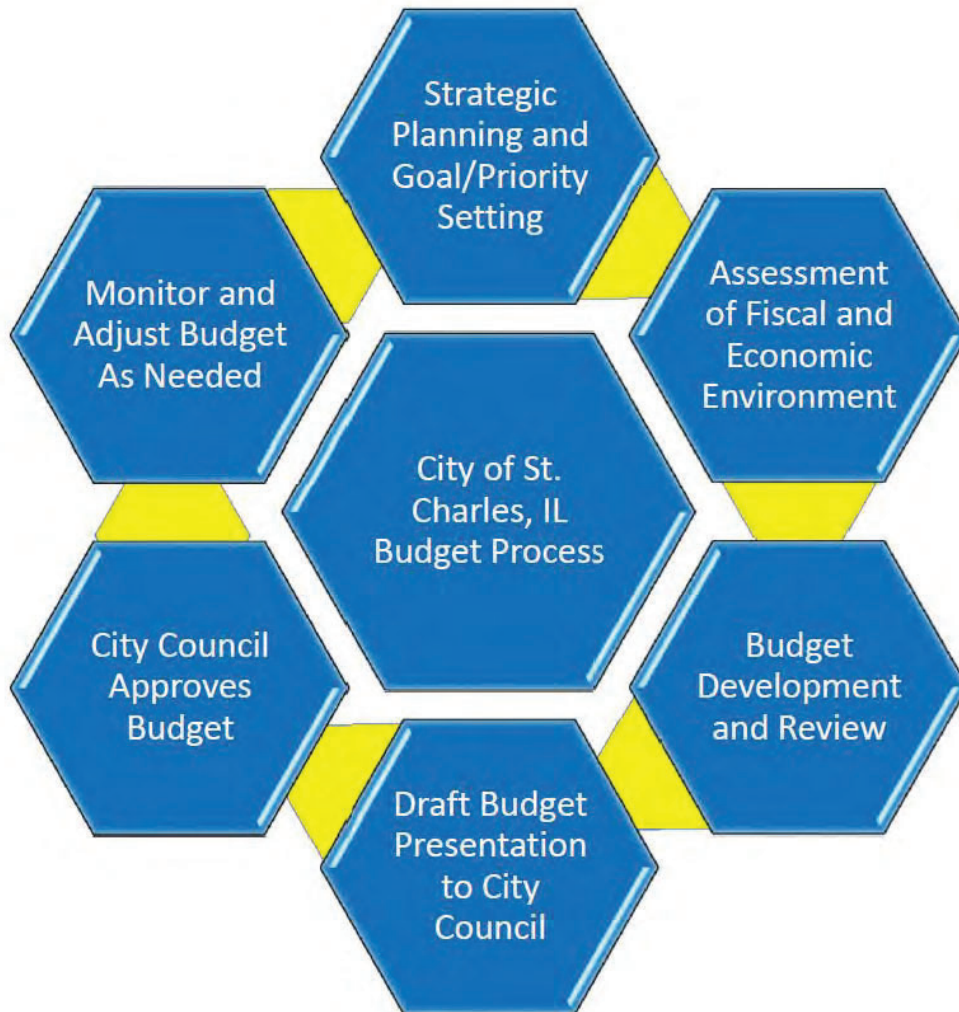 Strategic
Planning and
Goal/Priority
Setting
Assessment
of Fiscal and
Economic
Environment
Budget
Development
and Review
Draft Budget
Presentation
to City
Council
City Council
Approves
Budget
Monitor and
Adjust Budget
As Needed
City of St.
Charles, IL
Budget Process